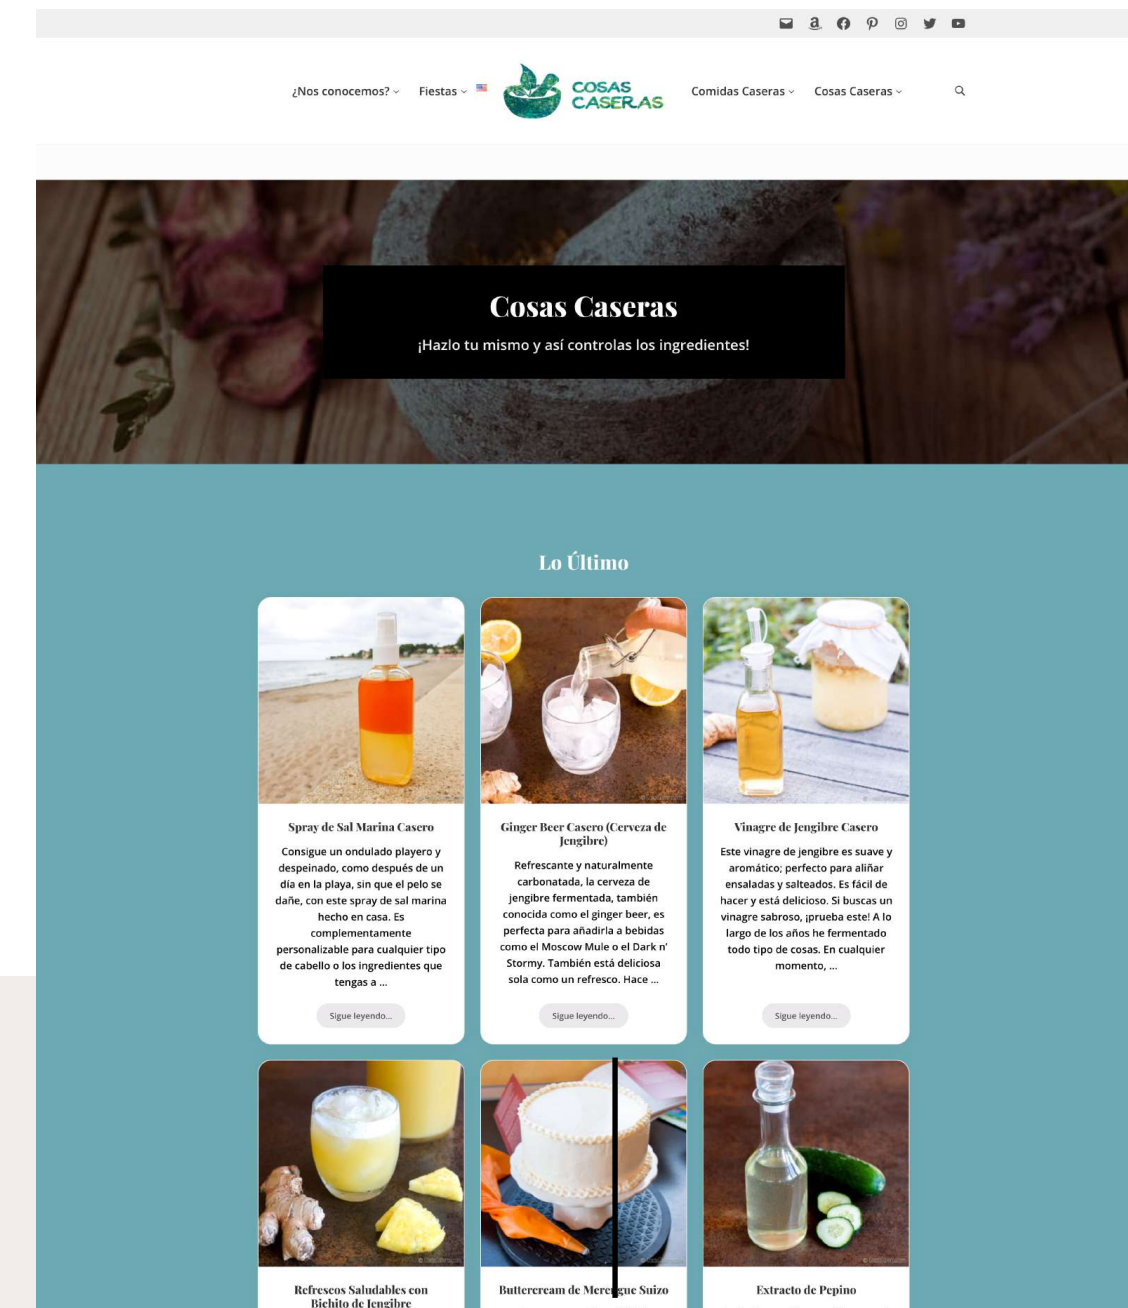 ¿Nos conocemos?
Fiestas
COSAS
CASERAS
Comidas Caseras
Cosas Caseras
Cosas Caseras
¡Hazlo tu mismo y así controlas los ingredientes!
Lo Último
Spray de Sal Marina Casero
Consigue un ondulado playero y
despeinado, como después de un
día en la playa, sin que el pelo se
dañe, con este spray de sal marina
hecho en casa. Es
complementamente
personalizable para cualquier tipo
de cabello o los ingredientes que
tengas a ...
Sigue leyendo...
Ginger Beer Casero (Cerveza de
Jengibre)
Refrescante y naturalmente
carbonatada, la cerveza de
jengibre fermentada, también
conocida como el ginger beer, es
perfecta para añadirla a bebidas
como el Moscow Mule o el Dark n’
Stormy. También está deliciosa
sola como un refresco. Hace ...
Sigue leyendo...
Vinagre de Jengibre Casero
Este vinagre de jengibre es suave y
aromático; perfecto para aliñar
ensaladas y salteados. Es fácil de
hacer y está delicioso. Si buscas un
vinagre sabroso, ¡prueba este! A lo
largo de los años he fermentado
todo tipo de cosas. En cualquier
momento, ...
Sigue leyendo...
Refrescos Saludables con
Bichito de Jengibre
Buttercream de Merengue Suizo
Extracto de Pepino